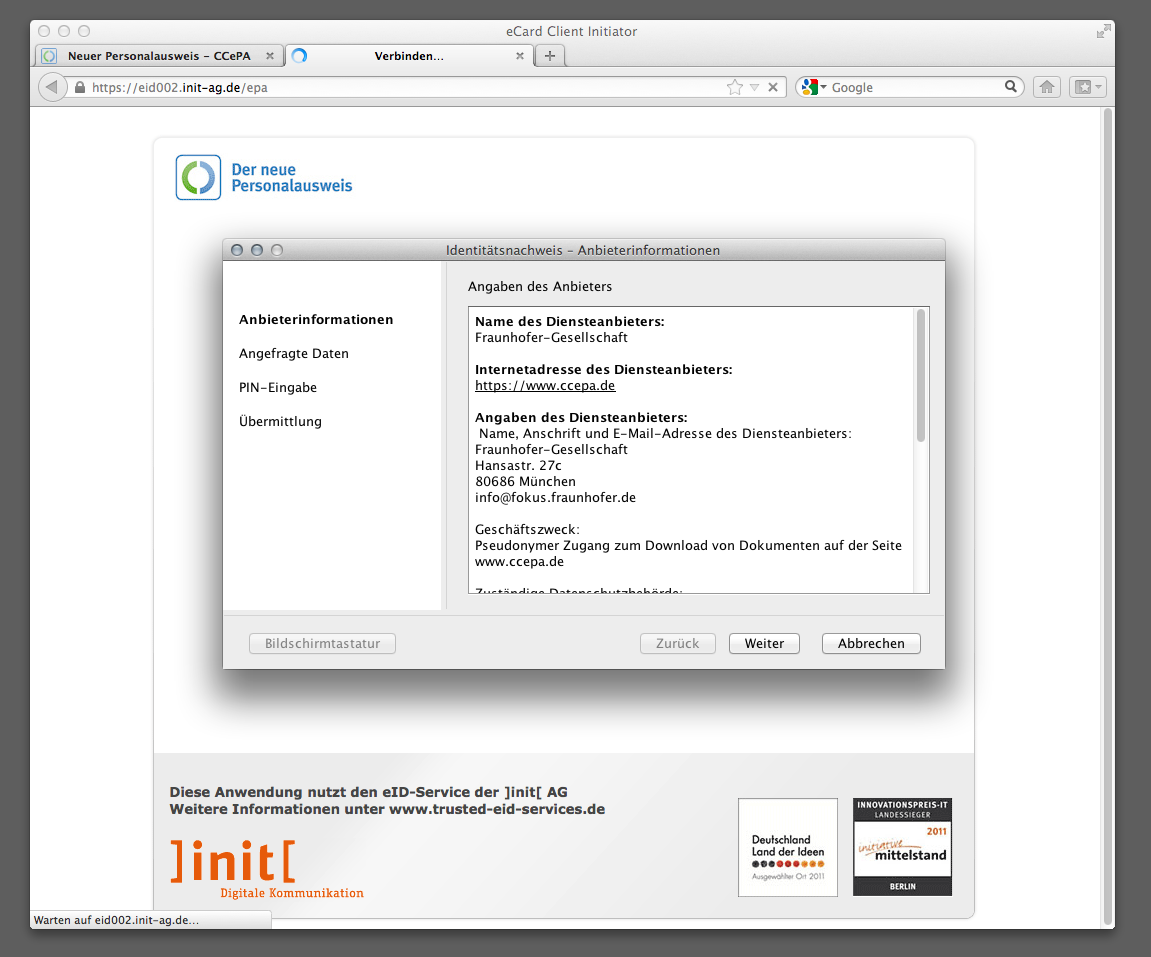 eCard Client Initiator
Neuer Personalausweis – CCePA
Verbinden...
https://eid002.init-ag.de/epa
Google
Der neue
Personalausweis
Identitätsnachweis – Anbieterinformationen
Anbieterinformationen
Angefragte Daten
PIN-Eingabe
Übermittlung
Angaben des Anbieters
Name des Diensteanbieters:
Fraunhofer-Gesellschaft
Internetadresse des Diensteanbieters:
https://www.ccepa.de
Angaben des Diensteanbieters:
Name, Anschrift und E-Mail-Adresse des Diensteanbieters:
Fraunhofer-Gesellschaft
Hansastr. 27c
80686 München
info@fokus.fraunhofer.de
Geschäftszweck:
Pseudonymer Zugang zum Download von Dokumenten auf der Seite
www.ccepa.de
Zuständige Datenschutzbehörde:
Bildschirmtastatur
Zurück
Weiter
Abbrechen
Diese Anwendung nutzt den eID-Service der ]init[ AG
Weitere Informationen unter www.trusted-eid-services.de
]init[
Digitale Kommunikation
Deutschland
Land der Ideen
Ausgewählter Ort 2011
INNOVATIONSPREIS-IT
LANDESSIEGER
2011
initiative
mittelstand
BERLIN
Warten auf eid002.init-ag.de...